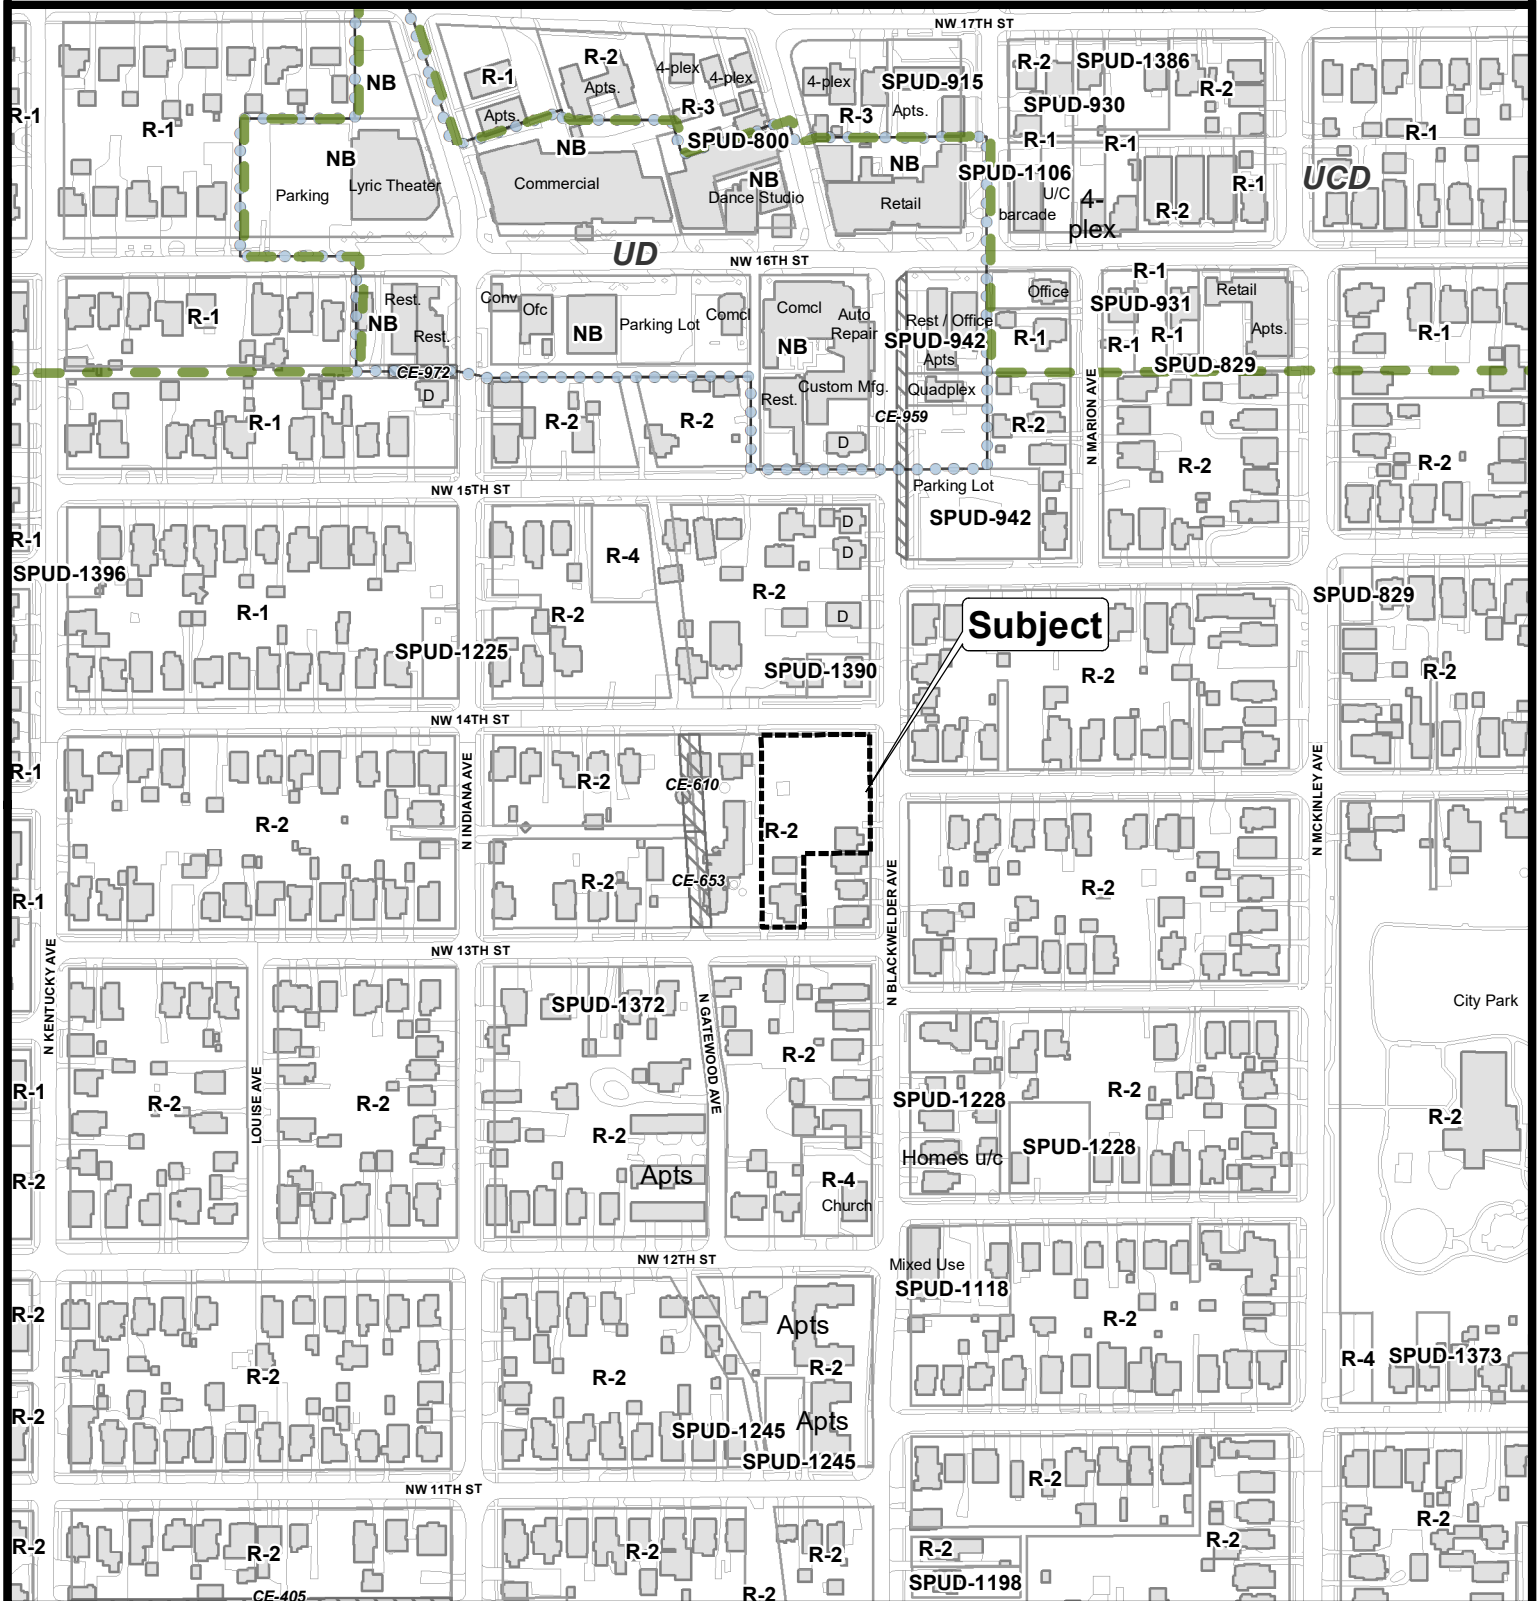 NW 17TH ST
R-1
NB
R-1
R-1
Apts.
R-2
Apts.
4-plex
4-plex
R-3
SPUD-800
4-plex
R-3
SPUD-915
Apts.
R-2
SPUD-1386
R-2
SPUD-930
R-1
R-1
R-1
NB
Parking
Lyric Theater
NB
Commercial
NB
Dance Studio
NB
Retail
SPUD-1106
U/C
barcade
4-
plex
R-2
R-1
UCD
UD
NW 16TH ST
R-1
Rest.
NB
Rest.
CE-972
D
R-1
Conv
Ofc
NB
Parking Lot
Comcl
Comcl
Auto
Repair
NB
Custom Mfg.
Rest.
D
R-2
R-2
Rest / Office
SPUD-942
Apts
Quadplex
CE-959
Office
R-1
R-2
N MARION AVE
R-1
SPUD-931
R-1
R-1
Retail
Apts.
SPUD-829
R-2
R-1
R-2
NW 15TH ST
Parking Lot
SPUD-942
R-1
SPUD-1396
R-1
SPUD-1225
R-4
R-2
R-2
D
D
D
SPUD-1390
Subject
R-2
SPUD-829
R-2
NW 14TH ST
R-1
R-2
N INDIANA AVE
R-2
CE-610
R-2
R-2
CE-653
N BLACKWELDER AVE
R-2
N MCKINLEY AVE
R-1
NW 13TH ST
N KENTUCKY AVE
R-1
R-2
LOUISE AVE
R-2
SPUD-1372
R-2
Apts
N GATEWOOD AVE
R-2
R-4
Church
SPUD-1228
Homes u/c
R-2
SPUD-1228
City Park
R-2
R-2
NW 12TH ST
R-2
R-2
R-2
R-2
SPUD-1245
SPUD-1245
Apts
R-2
Apts
Mixed Use
SPUD-1118
R-2
R-4
SPUD-1373
NW 11TH ST
R-2
R-2
CE-405
R-2
R-2
R-2
R-2
R-2
SPUD-1198
R-2
R-2